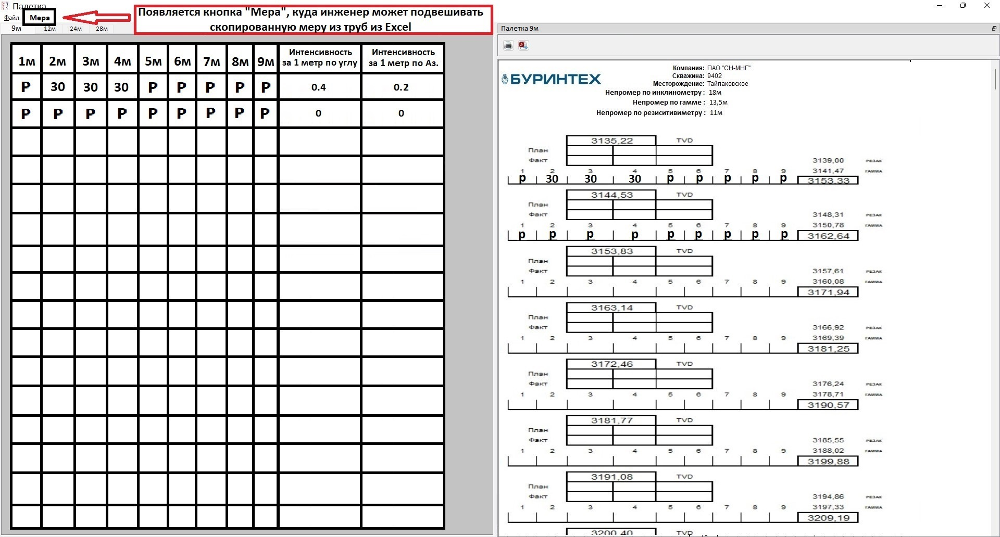 Палетка
Файл Мера
Появляется кнопка "Мера", куда инженер может подвешивать
скопированную меру из труб из Excel
9м 12м 24м 28м
1м 2м 3м 4м 5м 6м 7м 8м 9м Интенсивность за 1 метр по углу Интенсивность за 1 метр по Аз.
Р 30 30 30 Р Р Р Р Р 0.4 0.2
Р Р Р Р Р Р Р Р Р 0 0
Палетка 9м
БУРИНТЕХ
Компания: ПАО "СН-МНГ"
Скважина: 9402
Месторождение: Тайлаковское
Непромер по инклинометру : 18м
Непромер по гамме : 13,5м
Непромер по резиситивиметру : 11м
3135,22 TVD
План
Факт
3139,00 РЕЗАК
1 2 3 4 5 6 7 8 9 3141,47 ГАММА
р 30 30 30 р р р р р 3153,33
3144,53 TVD
План
Факт
3148,31 РЕЗАК
1 2 3 4 5 6 7 8 9 3150,78 ГАММА
р р р р р р р р р 3162,64
3153,83 TVD
План
Факт
3157,61 РЕЗАК
1 2 3 4 5 6 7 8 9 3160,08 ГАММА
3171,94
3163,14 TVD
План
Факт
3166,92 РЕЗАК
1 2 3 4 5 6 7 8 9 3169,39 ГАММА
3181,25
3172,46 TVD
План
Факт
3176,24 РЕЗАК
1 2 3 4 5 6 7 8 9 3178,71 ГАММА
3190,57
3181,77 TVD
План
Факт
3185,55 РЕЗАК
1 2 3 4 5 6 7 8 9 3188,02 ГАММА
3199,88
3191,08 TVD
План
Факт
3194,86 РЕЗАК
1 2 3 4 5 6 7 8 9 3197,33 ГАММА
3209,19
3200,40 TVD